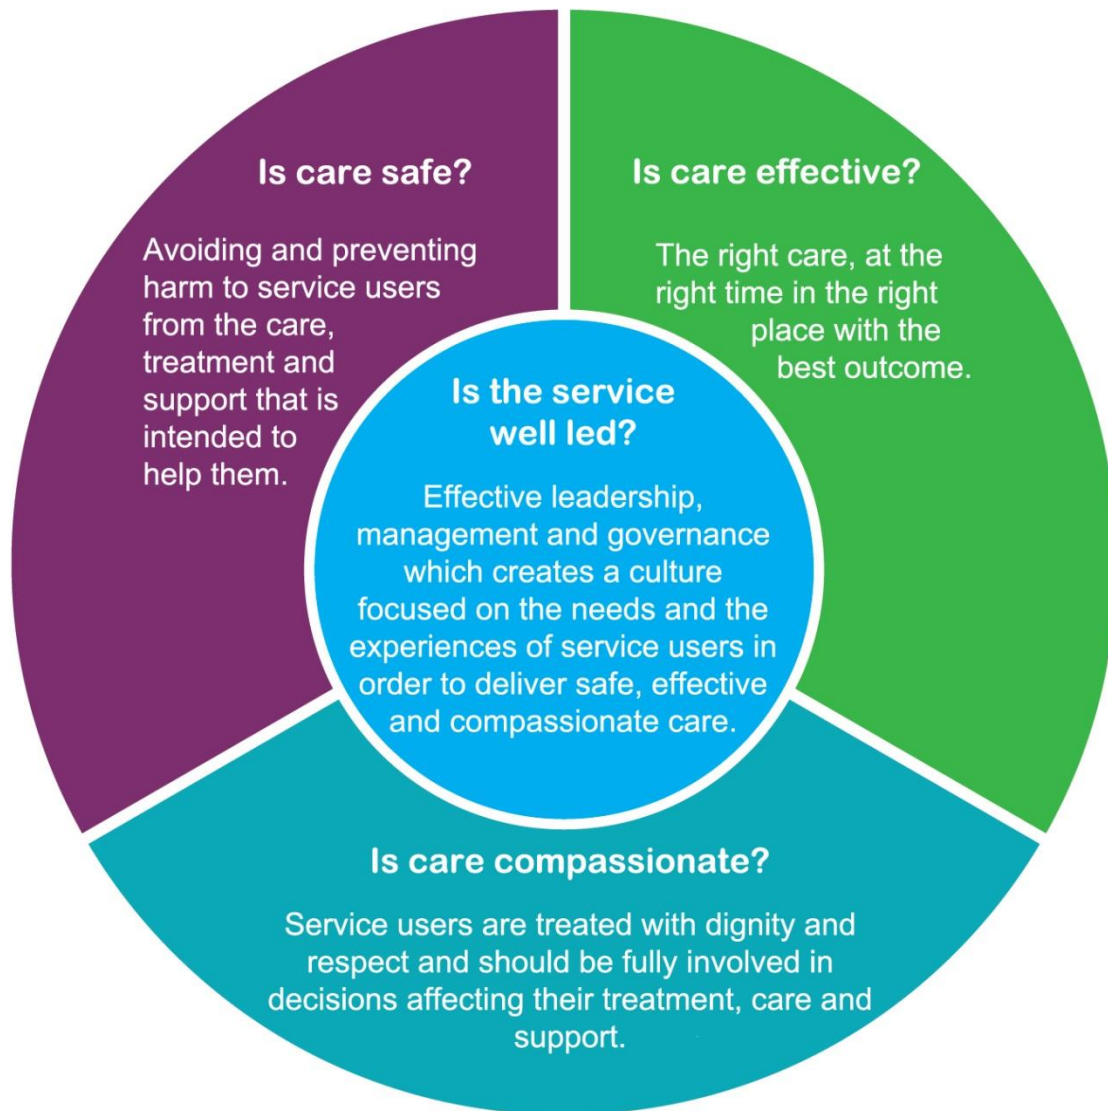 Is care safe?
Avoiding and preventing
harm to service users
from the care,
treatment and
support that is
intended to
help them.
Is care effective?
The right care, at the
right time in the right
place with the
best outcome.
Is the service
well led?
Effective leadership,
management and governance
which creates a culture
focused on the needs and the
experiences of service users in
order to deliver safe, effective
and compassionate care.
Is care compassionate?
Service users are treated with dignity and
respect and should be fully involved in
decisions affecting their treatment, care and
support.